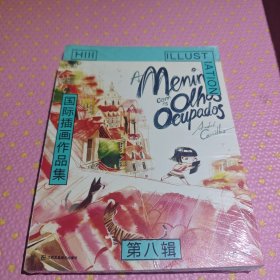 HIII
ILLUSTRATION
国际插画作品集
A
Menina
com os
Olhos
Ocupados
André
Carrilho
第八辑